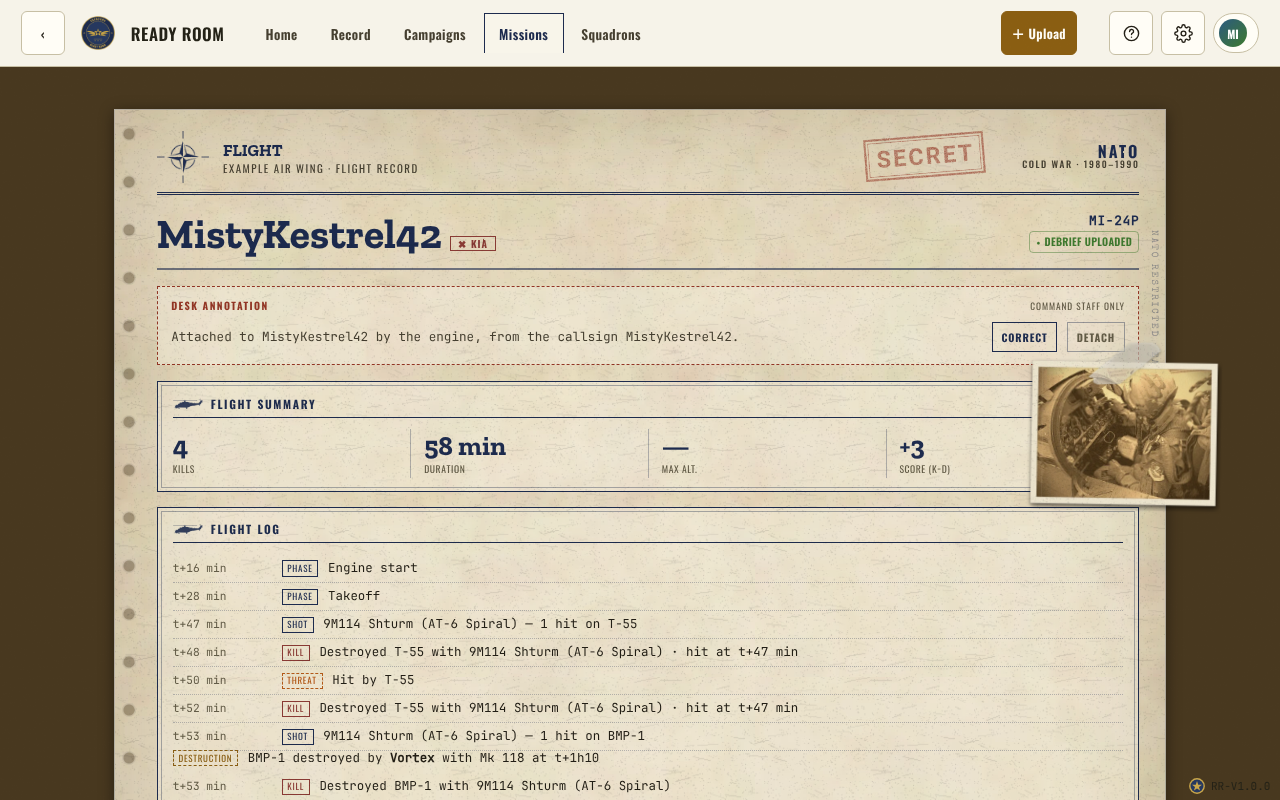 ‹
READY ROOM
Home
Record
Campaigns
Missions
Squadrons
+ Upload
MI
FLIGHT
EXAMPLE AIR WING · FLIGHT RECORD
SECRET
NATO
COLD WAR · 1980–1990
MistyKestrel42
✖ KIA
MI-24P
• DEBRIEF UPLOADED
NATO RESTRICTED
DESK ANNOTATION
COMMAND STAFF ONLY
Attached to MistyKestrel42 by the engine, from the callsign MistyKestrel42.
CORRECT
DETACH
FLIGHT SUMMARY
4
KILLS
58 min
DURATION
—
MAX ALT.
+3
SCORE (K-D)
FLIGHT LOG
t+16 min PHASE Engine start
t+28 min PHASE Takeoff
t+47 min SHOT 9M114 Shturm (AT-6 Spiral) — 1 hit on T-55
t+48 min KILL Destroyed T-55 with 9M114 Shturm (AT-6 Spiral) · hit at t+47 min
t+50 min THREAT Hit by T-55
t+52 min KILL Destroyed T-55 with 9M114 Shturm (AT-6 Spiral) · hit at t+47 min
t+53 min SHOT 9M114 Shturm (AT-6 Spiral) — 1 hit on BMP-1
DESTRUCTION BMP-1 destroyed by Vortex with Mk 118 at t+1h10
t+53 min KILL Destroyed BMP-1 with 9M114 Shturm (AT-6 Spiral)
RR-V1.0.0